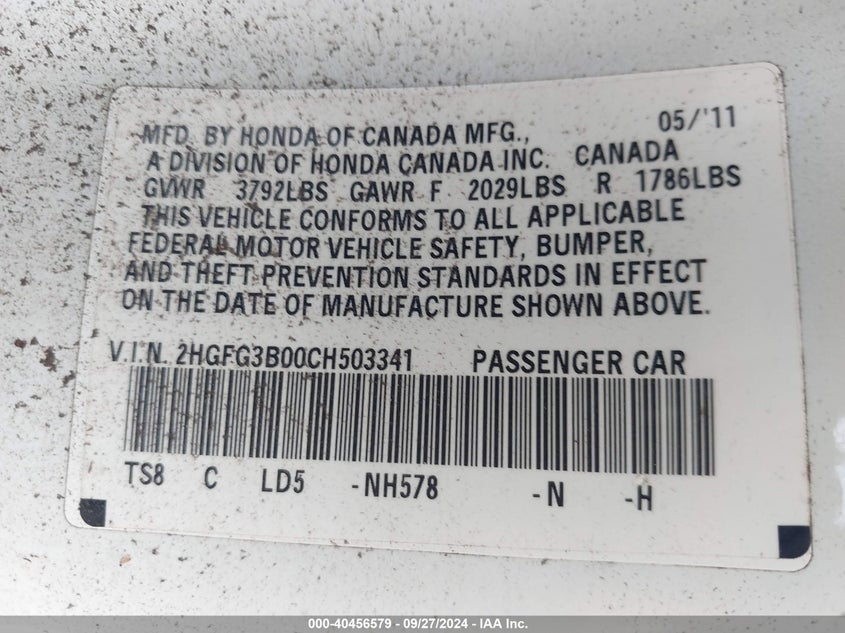 05/'11
MFD. BY HONDA OF CANADA MFG.,
A DIVISION OF HONDA CANADA INC. CANADA
GVWR 3792LBS GAWR F 2029LBS R 1786LBS
THIS VEHICLE CONFORMS TO ALL APPLICABLE
FEDERAL MOTOR VEHICLE SAFETY, BUMPER,
AND THEFT PREVENTION STANDARDS IN EFFECT
ON THE DATE OF MANUFACTURE SHOWN ABOVE.
V.I.N. 2HGFG3B00CH503341 PASSENGER CAR
TS8 C LD5 -NH578 -N -H
000-40456579 - 09/27/2024 - IAA Inc.